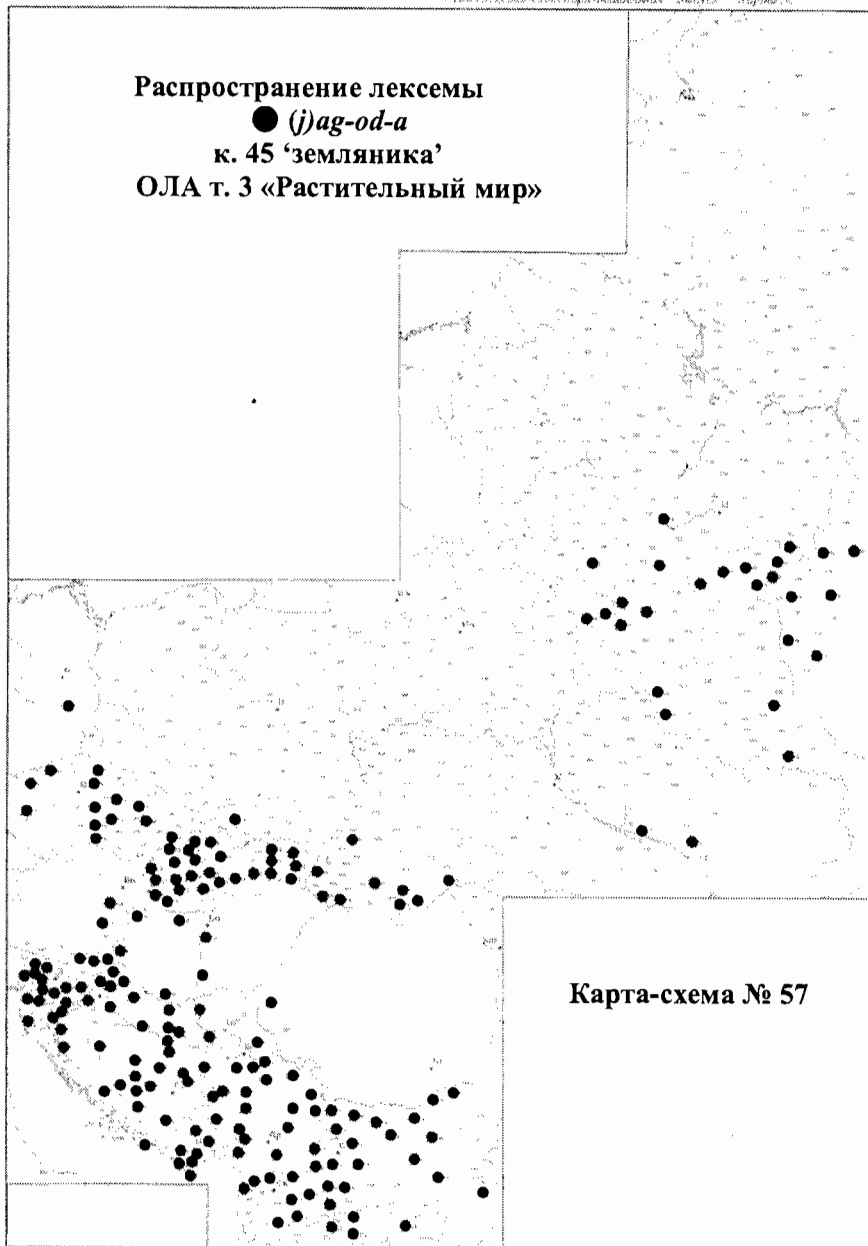 Распространение лексемы
● (j)ag-od-a
к. 45 ‘земляника’
ОЛА т. 3 «Растительный мир»
Карта-схема № 57